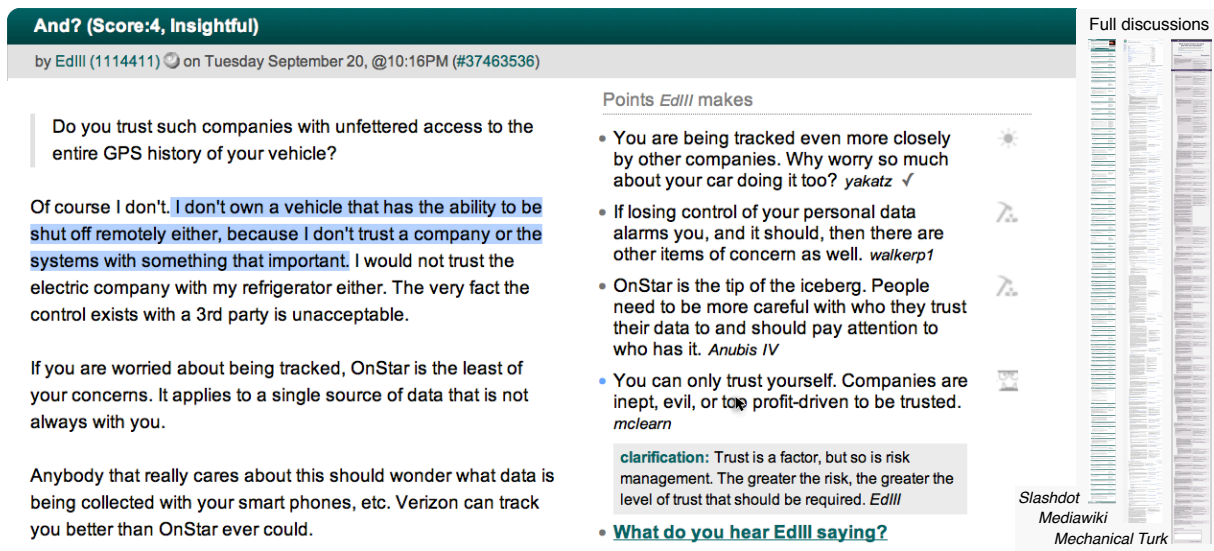 And? (Score:4, Insightful)
by EdIII (1114411) on Tuesday September 20, @10:16PM (#37463536)
Do you trust such companies with unfettered access to the
entire GPS history of your vehicle?
Of course I don't. I don't own a vehicle that has the ability to be
shut off remotely either, because I don't trust a company or the
systems with something that important. I would not trust the
electric company with my refrigerator either. The very fact the
control exists with a 3rd party is unacceptable.
If you are worried about being tracked, OnStar is the least of
your concerns. It applies to a single source of data that is not
always with you.
Anybody that really cares about this should wonder what data is
being collected with your smart phones, etc. Verizon can track
you better than OnStar ever could.
Points EdIII makes
You are being tracked even more closely
by other companies. Why worry so much
about your car doing it too? yakatz ✓
If losing control of your personal data
alarms you, and it should, then there are
other items of concern as well. walkerp1
OnStar is the tip of the iceberg. People
need to be more careful with who they trust
their data to and should pay attention to
who has it. Anubis IV
You can only trust yourself. Companies are
inept, evil, or too profit-driven to be trusted.
mclearn
clarification: Trust is a factor, but so is risk
management. The greater the risk, the greater the
level of trust that should be required. EdIII
What do you hear EdIII saying?
Full discussions
Slashdot
Mediawiki
Mechanical Turk